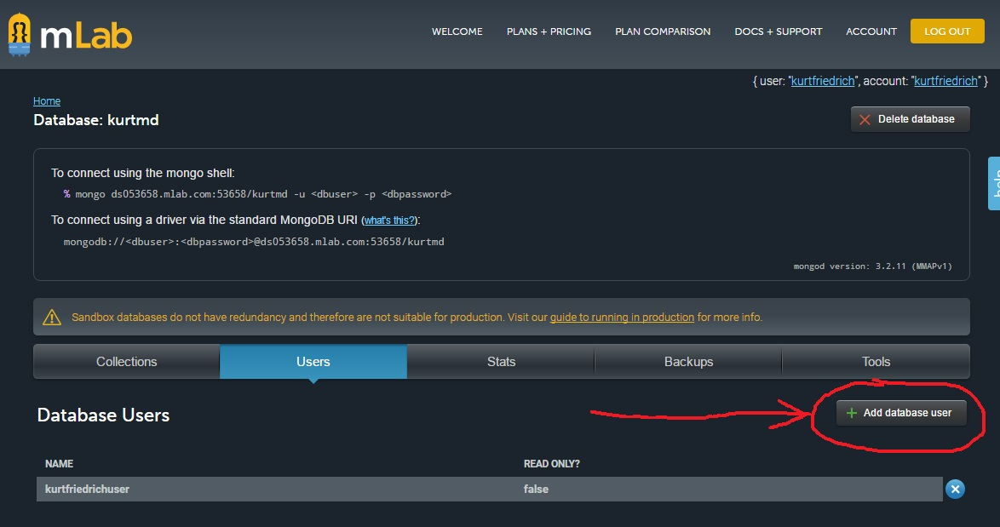 mLab
WELCOME PLANS + PRICING PLAN COMPARISON DOCS + SUPPORT ACCOUNT LOG OUT
{ user: "kurtfriedrich", account: "kurtfriedrich" }
Home
Database: kurtmd
Delete database
To connect using the mongo shell:
% mongo ds053658.mlab.com:53658/kurtmd -u <dbuser> -p <dbpassword>
To connect using a driver via the standard MongoDB URI (what's this?):
mongodb://<dbuser>:<dbpassword>@ds053658.mlab.com:53658/kurtmd
mongod version: 3.2.11 (MMAPv1)
help
Sandbox databases do not have redundancy and therefore are not suitable for production. Visit our guide to running in production for more info.
Collections Users Stats Backups Tools
Database Users
+ Add database user
NAME READ ONLY?
kurtfriedrichuser false